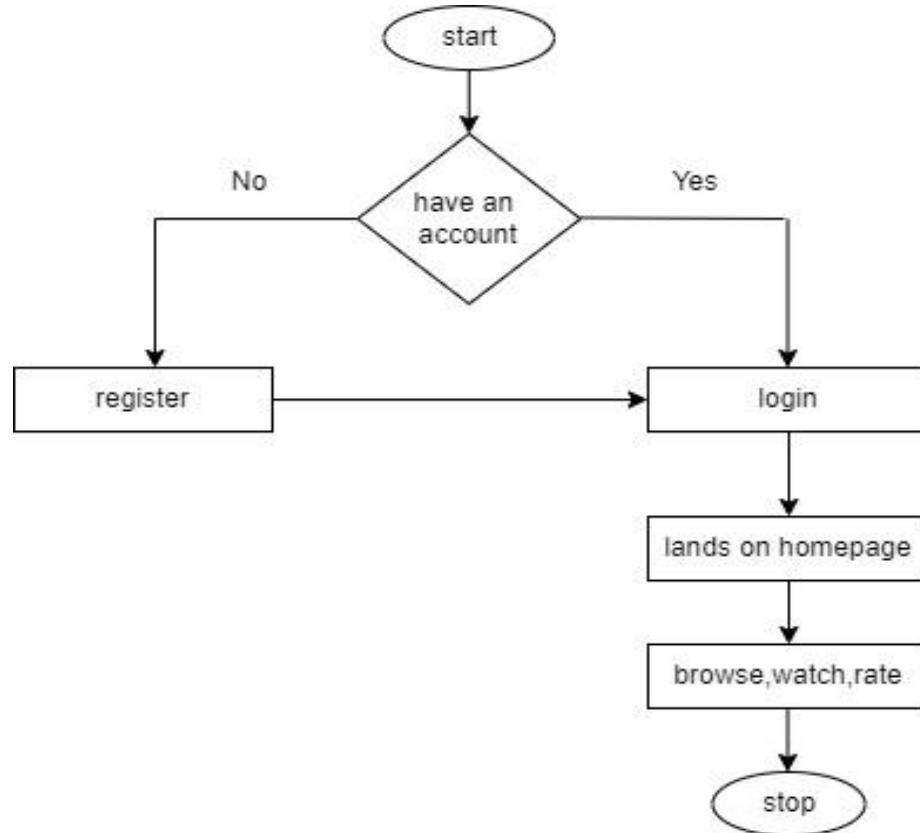 start
No
Yes
have an
account
register
login
lands on homepage
browse,watch,rate
stop